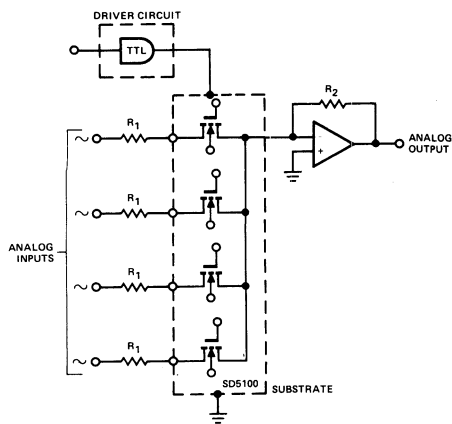 DRIVER CIRCUIT
TTL
R1
R2
-
+
ANALOG
OUTPUT
R1
ANALOG
INPUTS
R1
R1
SD5100
SUBSTRATE